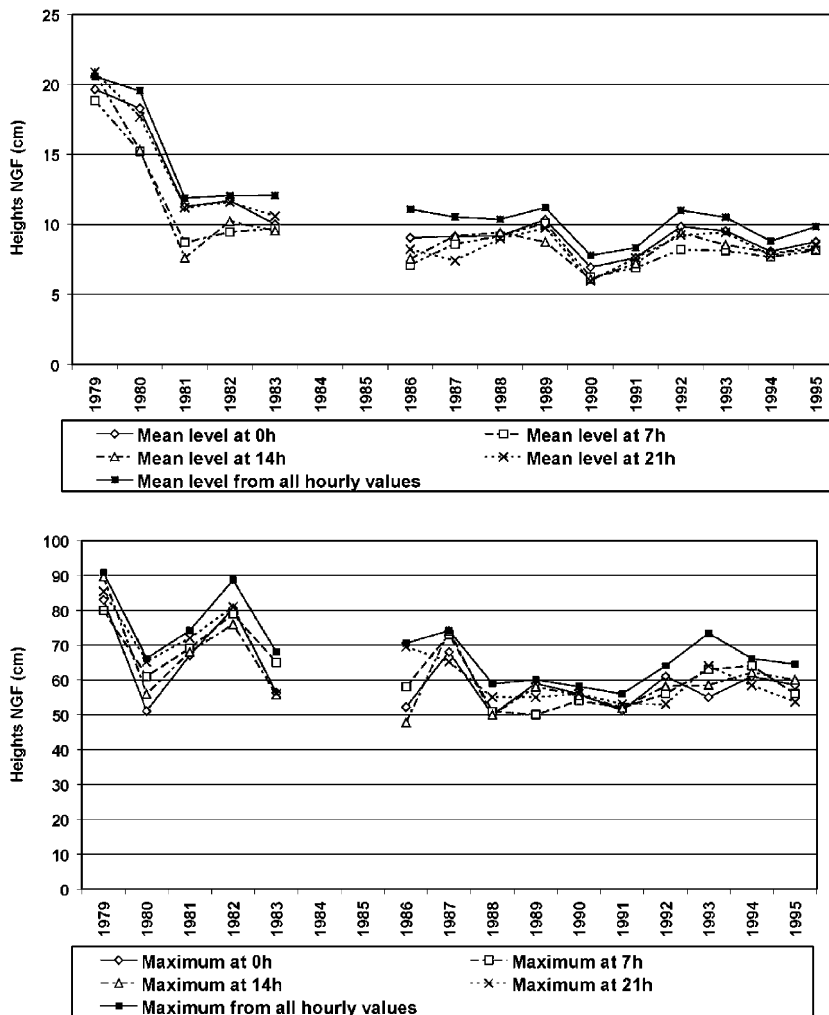 25
20
15
10
5
0
Heights NGF (cm)
1979 1980 1981 1982 1983 1984 1985 1986 1987 1988 1989 1990 1991 1992 1993 1994 1995
Mean level at 0h Mean level at 7h
Mean level at 14h Mean level at 21h
Mean level from all hourly values
100
90
80
70
60
50
40
30
20
10
0
Heights NGF (cm)
1979 1980 1981 1982 1983 1984 1985 1986 1987 1988 1989 1990 1991 1992 1993 1994 1995
Maximum at 0h Maximum at 7h
Maximum at 14h Maximum at 21h
Maximum from all hourly values